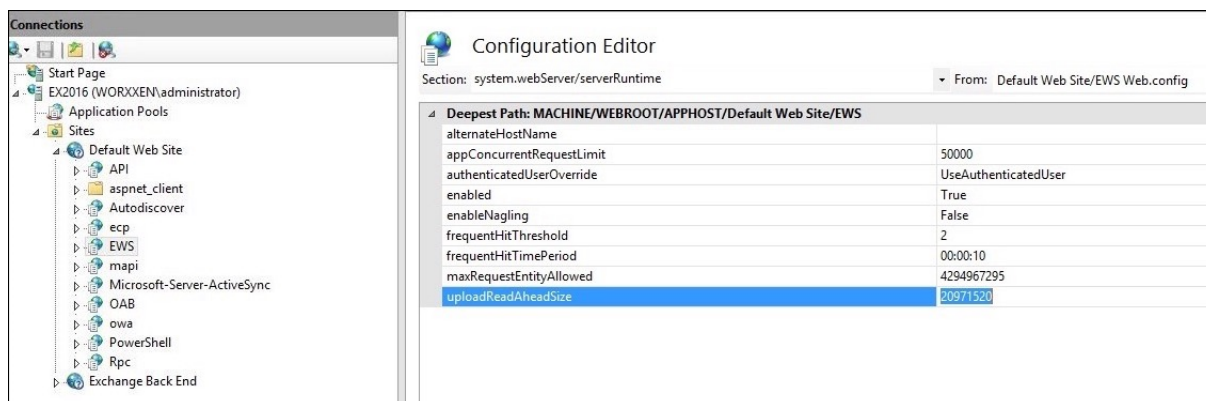 Connections
Start Page
EX2016 (WORXXEN\administrator)
Application Pools
Sites
Default Web Site
API
aspnet_client
Autodiscover
ecp
EWS
mapi
Microsoft-Server-ActiveSync
OAB
owa
PowerShell
Rpc
Exchange Back End
Configuration Editor
Section: system.webServer/serverRuntime From: Default Web Site/EWS Web.config
Deepest Path: MACHINE/WEBROOT/APPHOST/Default Web Site/EWS
alternateHostName
appConcurrentRequestLimit 50000
authenticatedUserOverride UseAuthenticatedUser
enabled True
enableNagling False
frequentHitThreshold 2
frequentHitTimePeriod 00:00:10
maxRequestEntityAllowed 4294967295
uploadReadAheadSize 20971520